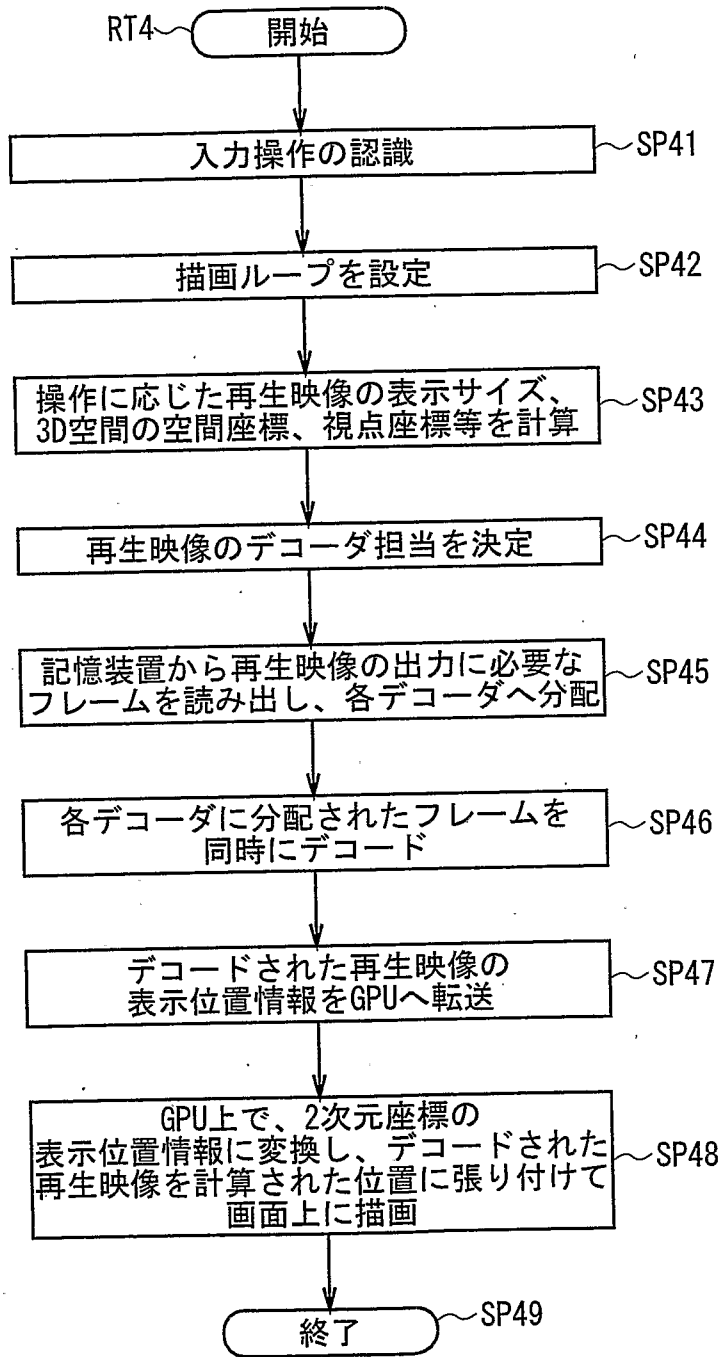 RT4
開始
入力操作の認識
SP41
描画ループを設定
SP42
操作に応じた再生映像の表示サイズ、
3D空間の空間座標、視点座標等を計算
SP43
再生映像のデコーダ担当を決定
SP44
記憶装置から再生映像の出力に必要な
フレームを読み出し、各デコーダへ分配
SP45
各デコーダに分配されたフレームを
同時にデコード
SP46
デコードされた再生映像の
表示位置情報をGPUへ転送
SP47
GPU上で、2次元座標の
表示位置情報に変換し、デコードされた
再生映像を計算された位置に張り付けて
画面上に描画
SP48
終了
SP49